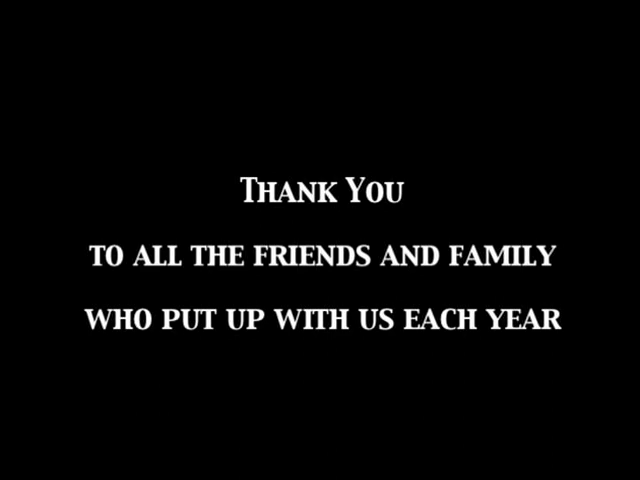 Thank You
to all the friends and family
who put up with us each year